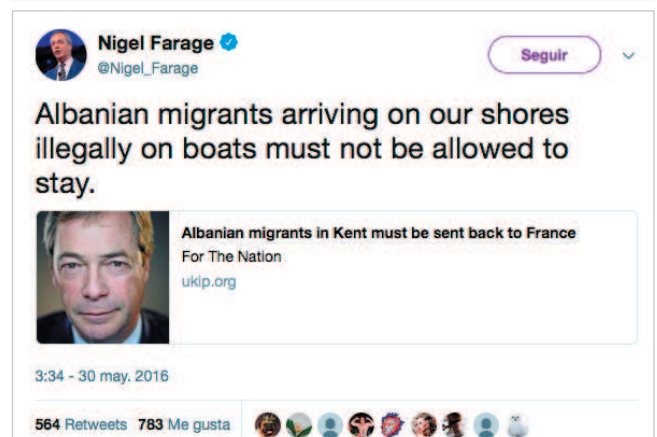 Nigel Farage
@Nigel_Farage
Seguir
Albanian migrants arriving on our shores
illegally on boats must not be allowed to
stay.
Albanian migrants in Kent must be sent back to France
For The Nation
ukip.org
3:34 - 30 may. 2016
564 Retweets 783 Me gusta